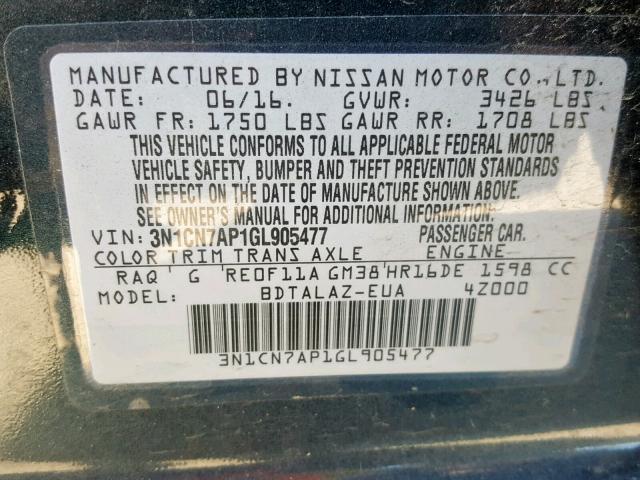 MANUFACTURED BY NISSAN MOTOR CO.,LTD.
DATE: 06/16. GVWR: 3426 LBS
GAWR FR: 1750 LBS GAWR RR: 1708 LBS
THIS VEHICLE CONFORMS TO ALL APPLICABLE FEDERAL MOTOR
VEHICLE SAFETY, BUMPER AND THEFT PREVENTION STANDARDS
IN EFFECT ON THE DATE OF MANUFACTURE SHOWN ABOVE.
SEE OWNER'S MANUAL FOR ADDITIONAL INFORMATION.
VIN: 3N1CN7AP1GL905477 PASSENGER CAR.
COLOR TRIM TRANS AXLE ENGINE
RAQ ' G RE0F11A GM38 'HR16DE 1598 CC
MODEL: BDTALAZ-EUA 4Z000
3N1CN7AP1GL905477